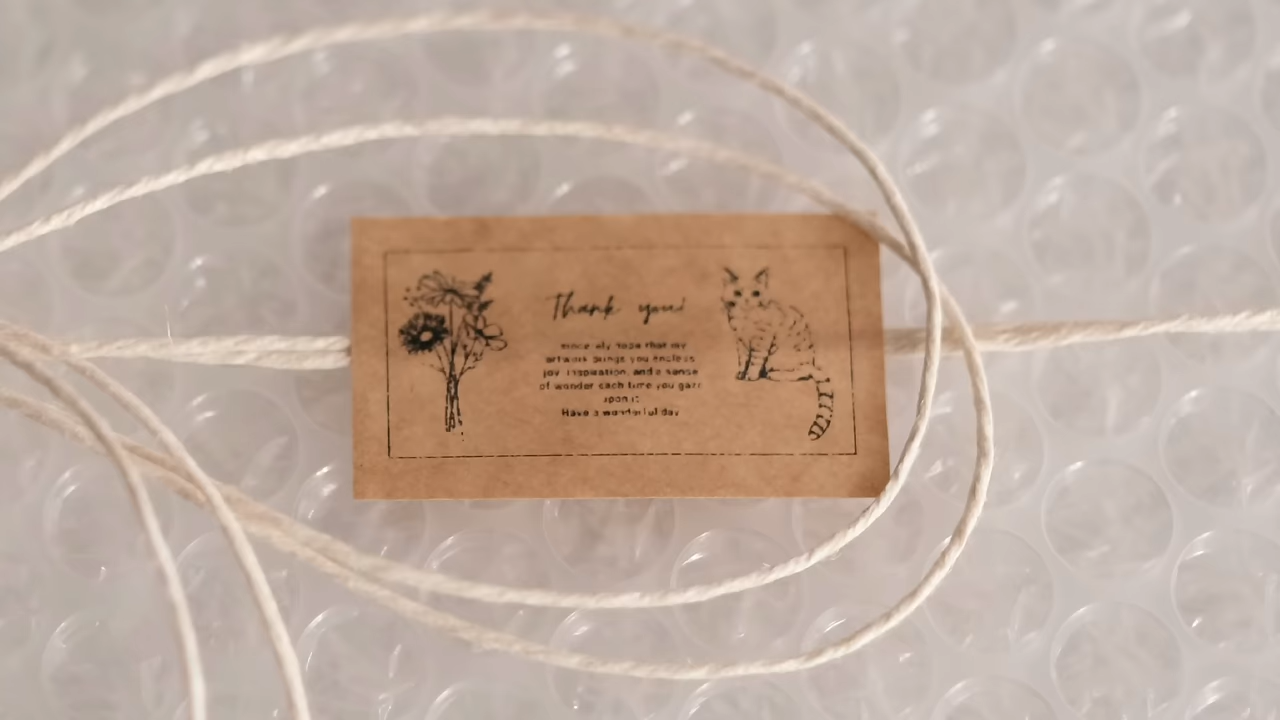 Thank you!
sincerely hope that my
artwork brings you endless
joy, inspiration, and a sense
of wonder each time you gaze
upon it.
Have a wonderful day